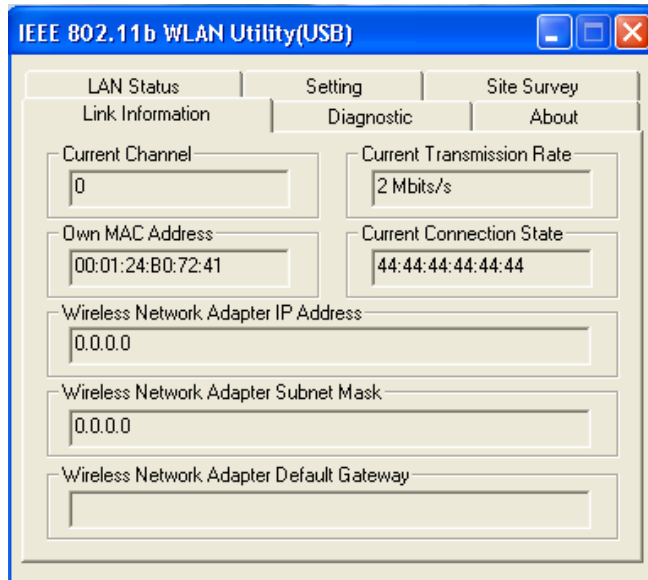 IEEE 802.11b WLAN Utility(USB)
LAN Status Setting Site Survey
Link Information Diagnostic About
Current Channel Current Transmission Rate
0 2 Mbits/s
Own MAC Address Current Connection State
00:01:24:B0:72:41 44:44:44:44:44:44
Wireless Network Adapter IP Address
0.0.0.0
Wireless Network Adapter Subnet Mask
0.0.0.0
Wireless Network Adapter Default Gateway